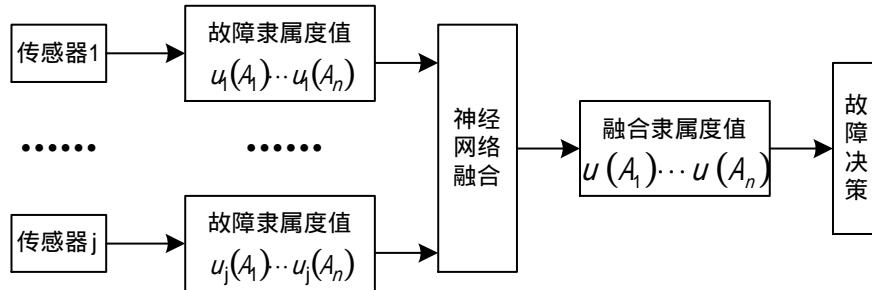 传感器1
故障隶属度值
u₁(A₁)⋯u₁(Aₙ)
••••••
••••••
传感器j
故障隶属度值
uⱼ(A₁)⋯uⱼ(Aₙ)
神经
网络
融合
融合隶属度值
u(A₁)⋯u(Aₙ)
故
障
决
策